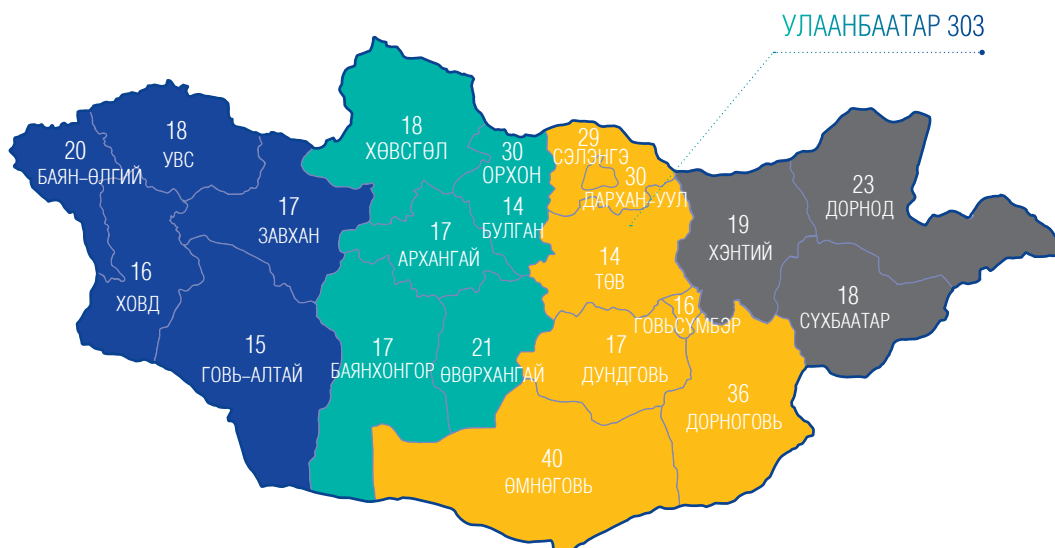 УЛААНБААТАР 303
18
ХӨВСГӨЛ
20
БАЯН-ӨЛГИЙ
18
УВС
30
ОРХОН
29
СЭЛЭНГЭ
30
ДАРХАН-УУЛ
17
ЗАВХАН
14
БУЛГАН
17
АРХАНГАЙ
23
ДОРНОД
19
ХЭНТИЙ
16
ХОВД
14
ТӨВ
16
ГОВЬСҮМБЭР
18
СҮХБААТАР
15
ГОВЬ-АЛТАЙ
17
БАЯНХОНГОР
21
ӨВӨРХАНГАЙ
17
ДУНДГОВЬ
36
ДОРНОГОВЬ
40
ӨМНӨГОВЬ